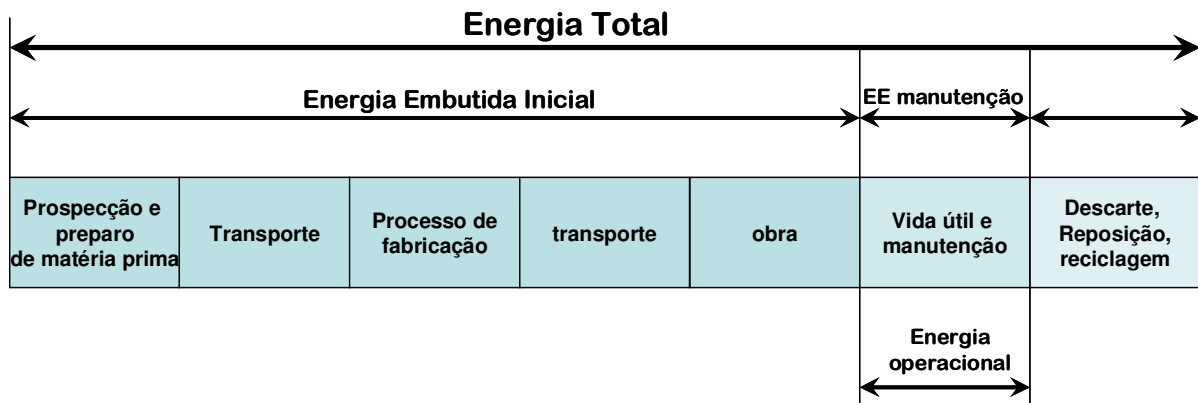 Energia Total
Energia Embutida Inicial
EE manutenção
Prospecção e
preparo
de matéria prima
Transporte
Processo de
fabricação
transporte
obra
Vida útil e
manutenção
Descarte,
Reposição,
reciclagem
Energia
operacional